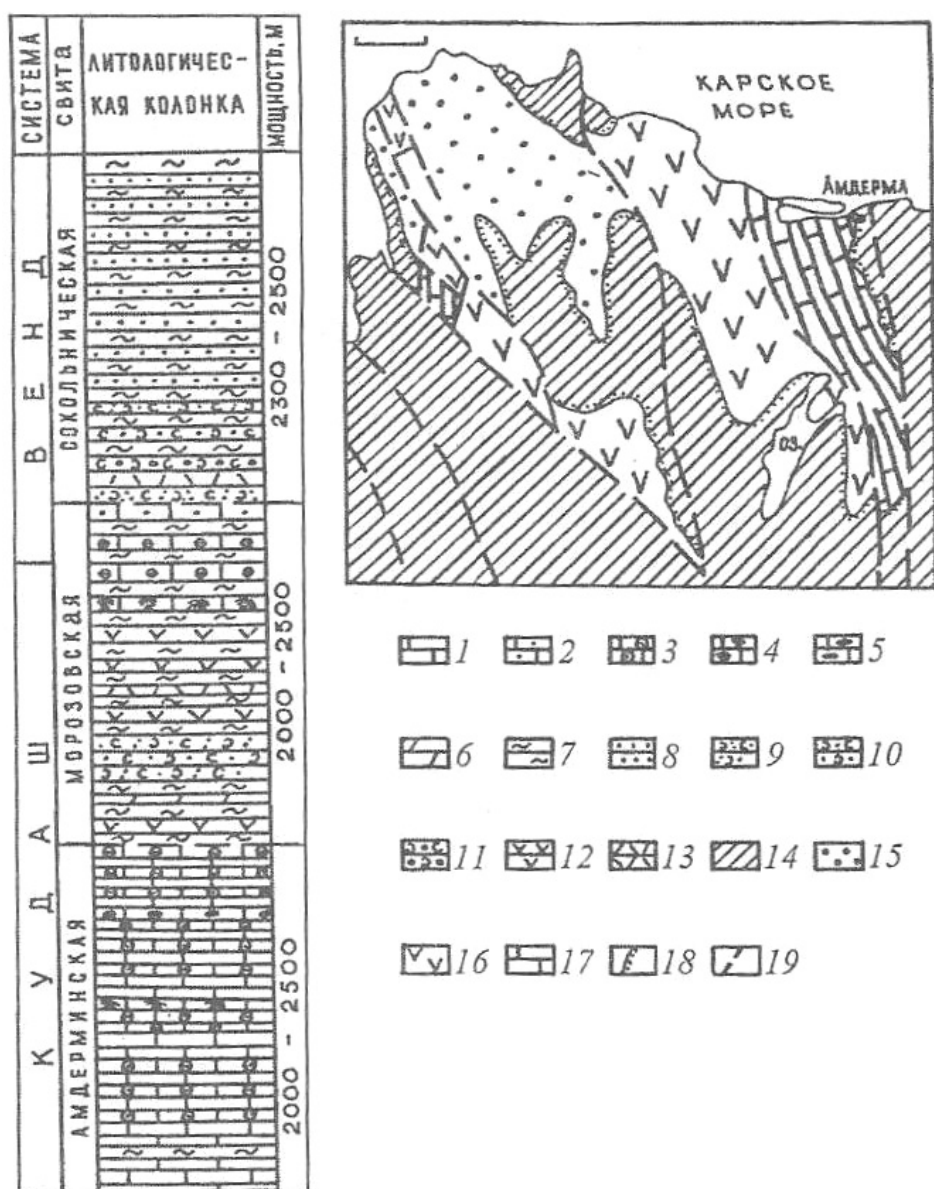 СИСТЕМА
СВИТА
ЛИТОЛОГИЧЕС-
КАЯ КОЛОНКА
МОЩНОСТЬ, М
ВЕНД
КУДАШ
СОКОЛЬНИЧЕСКАЯ
МОРОЗОВСКАЯ
АМДЕРМИНСКАЯ
2300 - 2500
2000 - 2500
2000 - 2500
КАРСКОЕ
МОРЕ
АМДЕРМА
ОЗ.
1 2 3 4 5
6 7 8 9 10
11 12 13 14 15
16 17 18 19